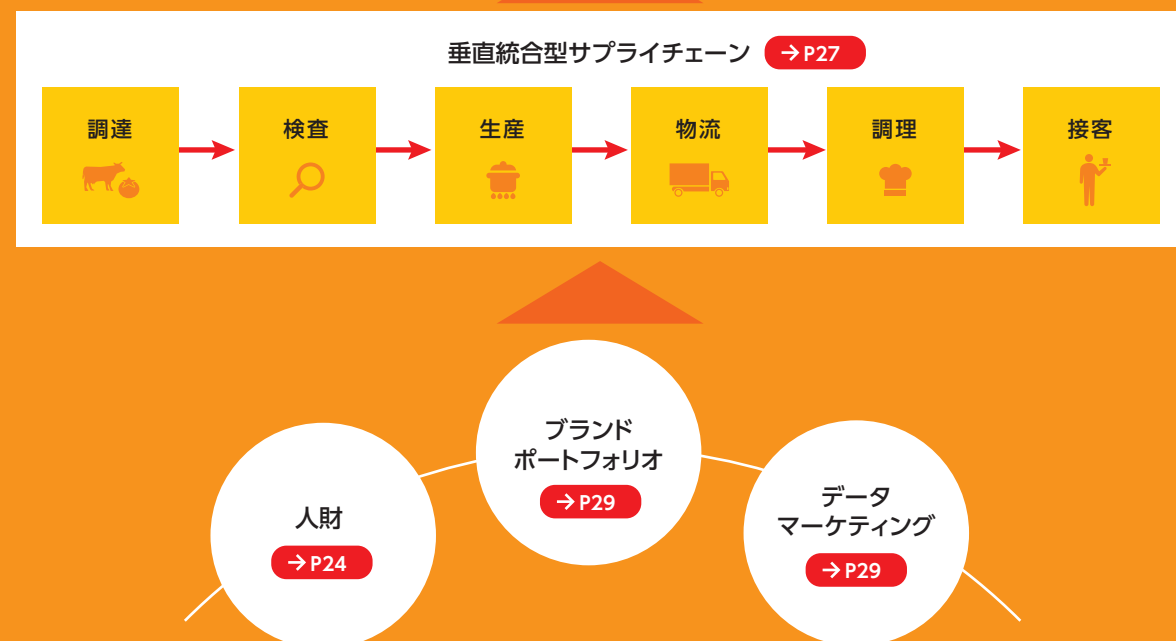 垂直統合型サプライチェーン →P27
調達 検査 生産 物流 調理 接客
ブランド
ポートフォリオ
→P29
人財
→P24
データ
マーケティング
→P29